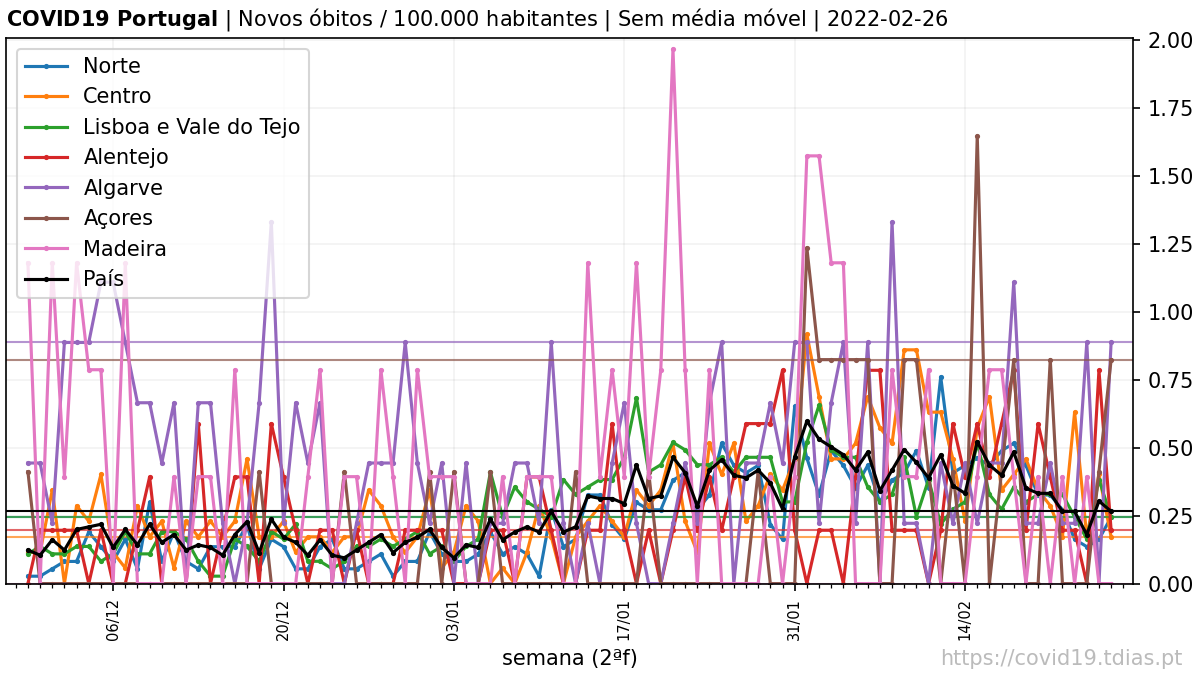 COVID19 Portugal | Novos óbitos / 100.000 habitantes | Sem média móvel | 2022-02-26
Norte
Centro
Lisboa e Vale do Tejo
Alentejo
Algarve
Açores
Madeira
País
2.00
1.75
1.50
1.25
1.00
0.75
0.50
0.25
0.00
06/12
20/12
03/01
17/01
31/01
14/02
semana (2ªf)
https://covid19.tdias.pt